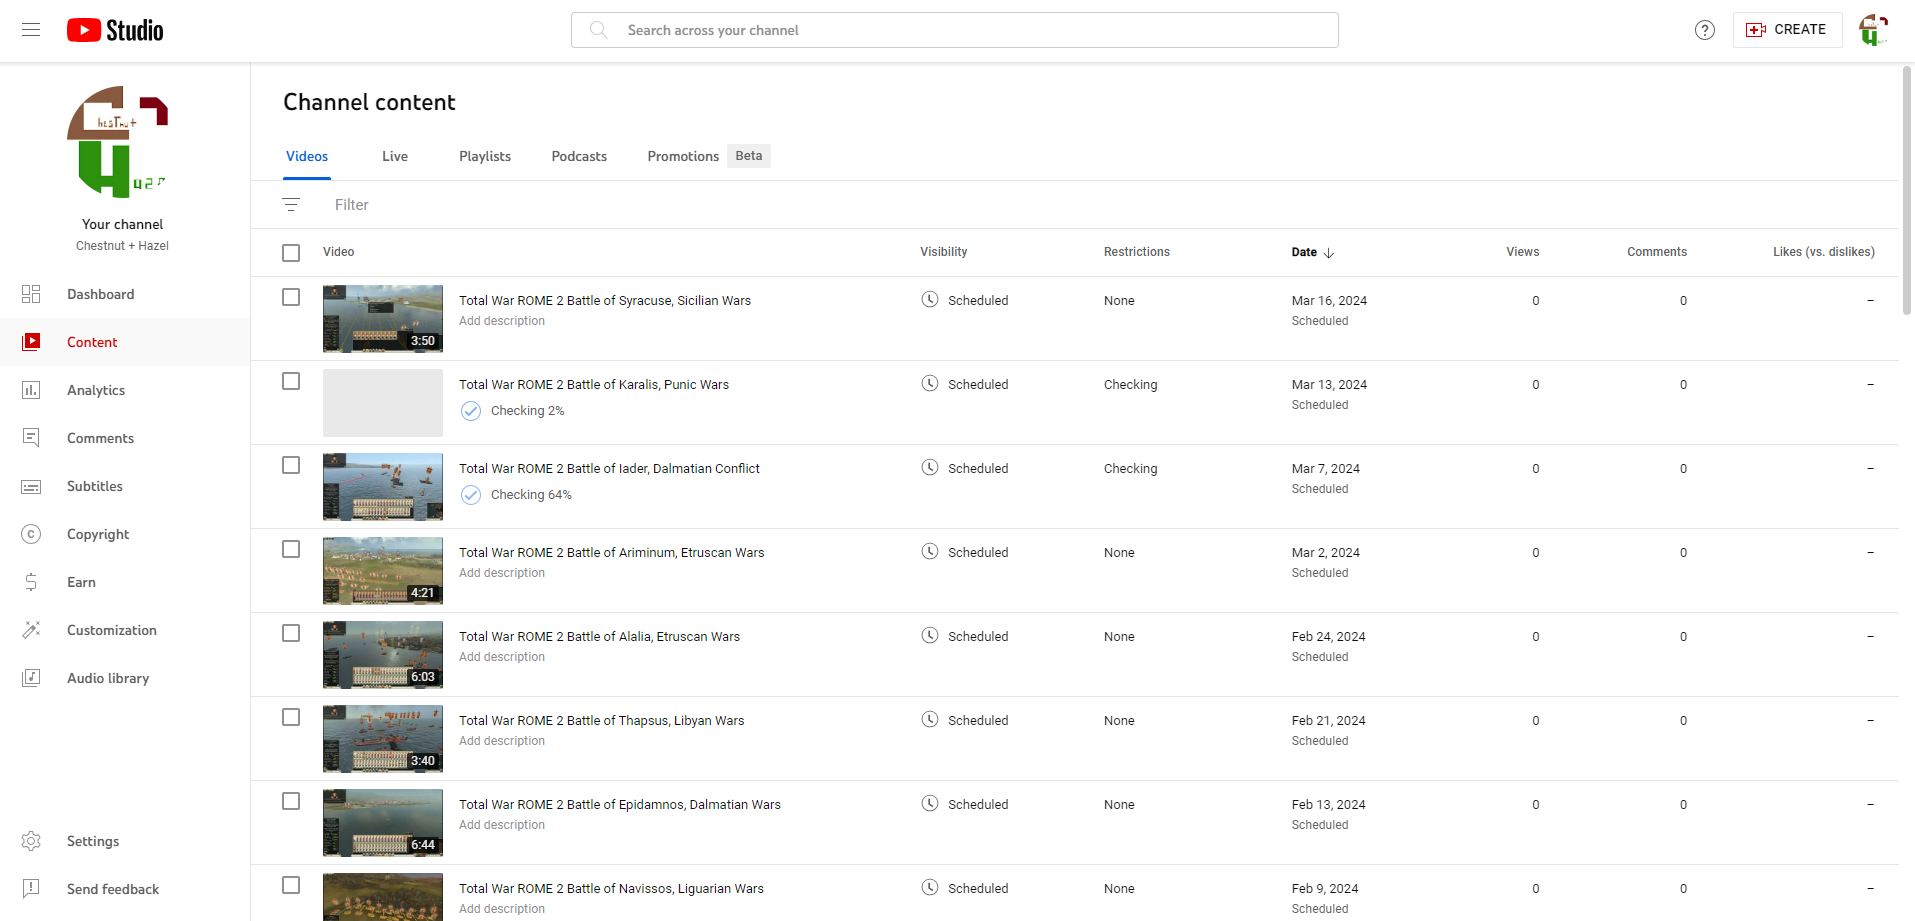 Studio
Search across your channel
CREATE
Your channel
Chestnut + Hazel
Dashboard
Content
Analytics
Comments
Subtitles
Copyright
Earn
Customization
Audio library
Settings
Send feedback
Channel content
Videos Live Playlists Podcasts Promotions Beta
Filter
Video Visibility Restrictions Date Views Comments Likes (vs. dislikes)
Total War ROME 2 Battle of Syracuse, Sicilian Wars Scheduled None Mar 16, 2024 0 0 –
3:50 Add description Scheduled
Total War ROME 2 Battle of Karalis, Punic Wars Scheduled Checking Mar 13, 2024 0 0 –
Checking 2% Scheduled
Total War ROME 2 Battle of Iader, Dalmatian Conflict Scheduled Checking Mar 7, 2024 0 0 –
Checking 64% Scheduled
Total War ROME 2 Battle of Ariminum, Etruscan Wars Scheduled None Mar 2, 2024 0 0 –
4:21 Add description Scheduled
Total War ROME 2 Battle of Alalia, Etruscan Wars Scheduled None Feb 24, 2024 0 0 –
6:03 Add description Scheduled
Total War ROME 2 Battle of Thapsus, Libyan Wars Scheduled None Feb 21, 2024 0 0 –
3:40 Add description Scheduled
Total War ROME 2 Battle of Epidamnos, Dalmatian Wars Scheduled None Feb 13, 2024 0 0 –
6:44 Add description Scheduled
Total War ROME 2 Battle of Navissos, Liguarian Wars Scheduled None Feb 9, 2024 0 0 –
Add description Scheduled